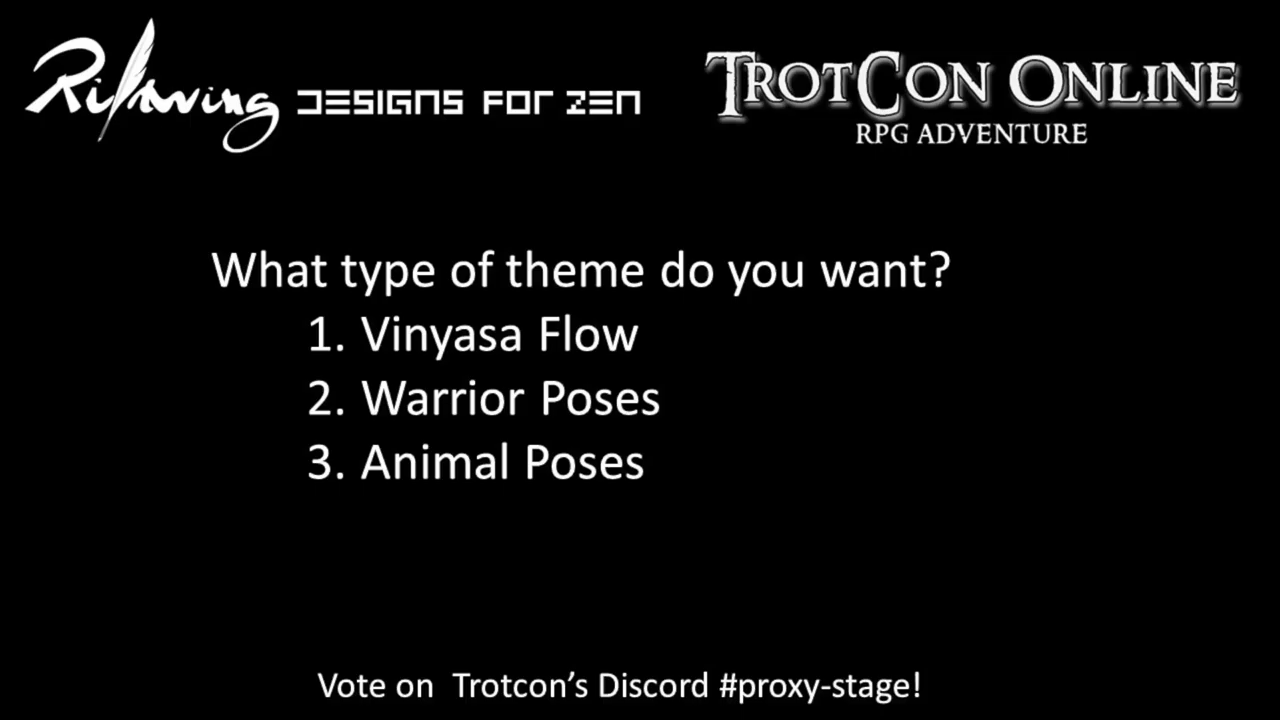 DESIGNS FOR ZEN
TROTCON ONLINE
RPG ADVENTURE
What type of theme do you want?
1. Vinyasa Flow
2. Warrior Poses
3. Animal Poses
Vote on Trotcon's Discord #proxy-stage!